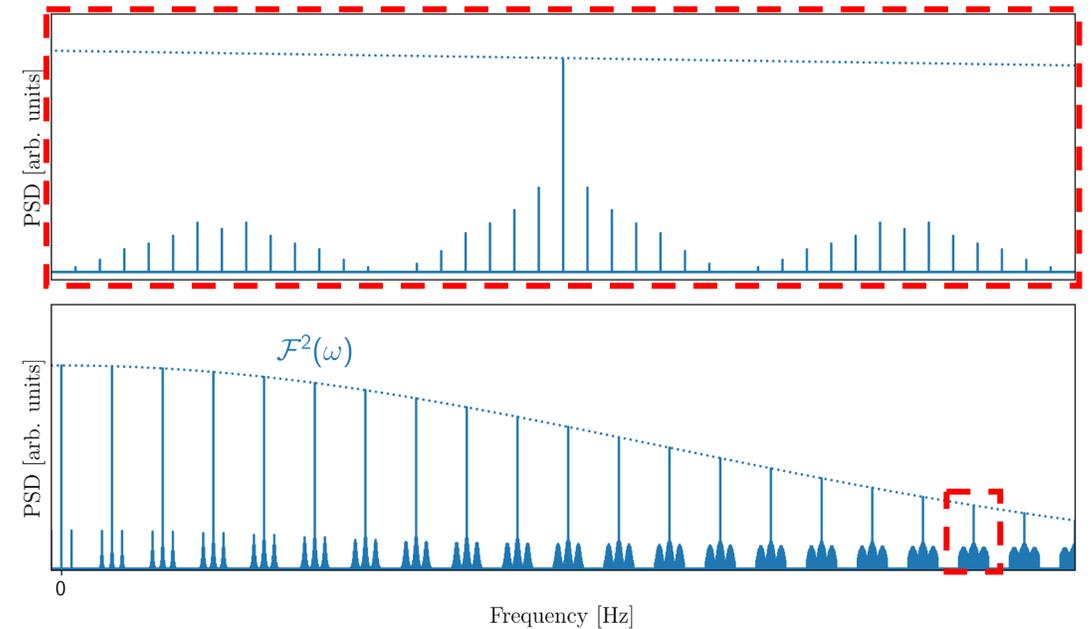 PSD [arb. units]
ℱ²(ω)
PSD [arb. units]
0
Frequency [Hz]